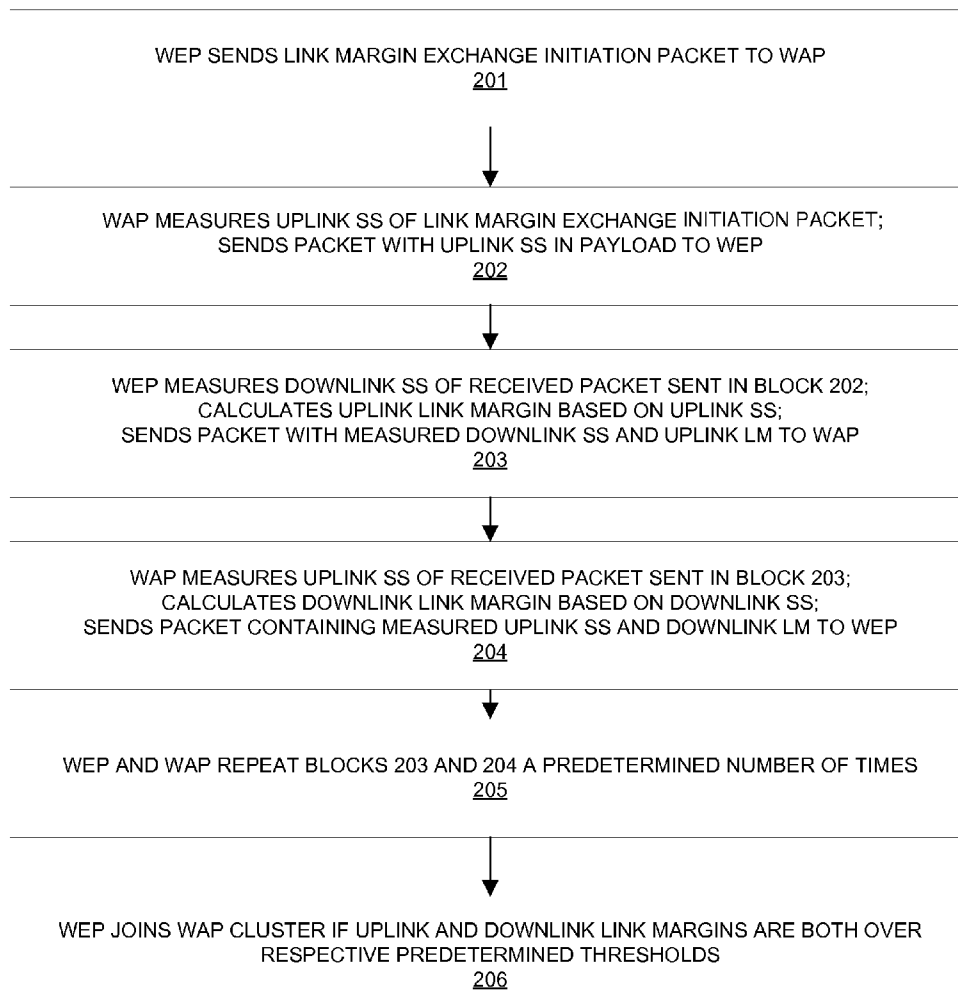 WEP SENDS LINK MARGIN EXCHANGE INITIATION PACKET TO WAP
201
WAP MEASURES UPLINK SS OF LINK MARGIN EXCHANGE INITIATION PACKET;
SENDS PACKET WITH UPLINK SS IN PAYLOAD TO WEP
202
WEP MEASURES DOWNLINK SS OF RECEIVED PACKET SENT IN BLOCK 202;
CALCULATES UPLINK LINK MARGIN BASED ON UPLINK SS;
SENDS PACKET WITH MEASURED DOWNLINK SS AND UPLINK LM TO WAP
203
WAP MEASURES UPLINK SS OF RECEIVED PACKET SENT IN BLOCK 203;
CALCULATES DOWNLINK LINK MARGIN BASED ON DOWNLINK SS;
SENDS PACKET CONTAINING MEASURED UPLINK SS AND DOWNLINK LM TO WEP
204
WEP AND WAP REPEAT BLOCKS 203 AND 204 A PREDETERMINED NUMBER OF TIMES
205
WEP JOINS WAP CLUSTER IF UPLINK AND DOWNLINK LINK MARGINS ARE BOTH OVER
RESPECTIVE PREDETERMINED THRESHOLDS
206